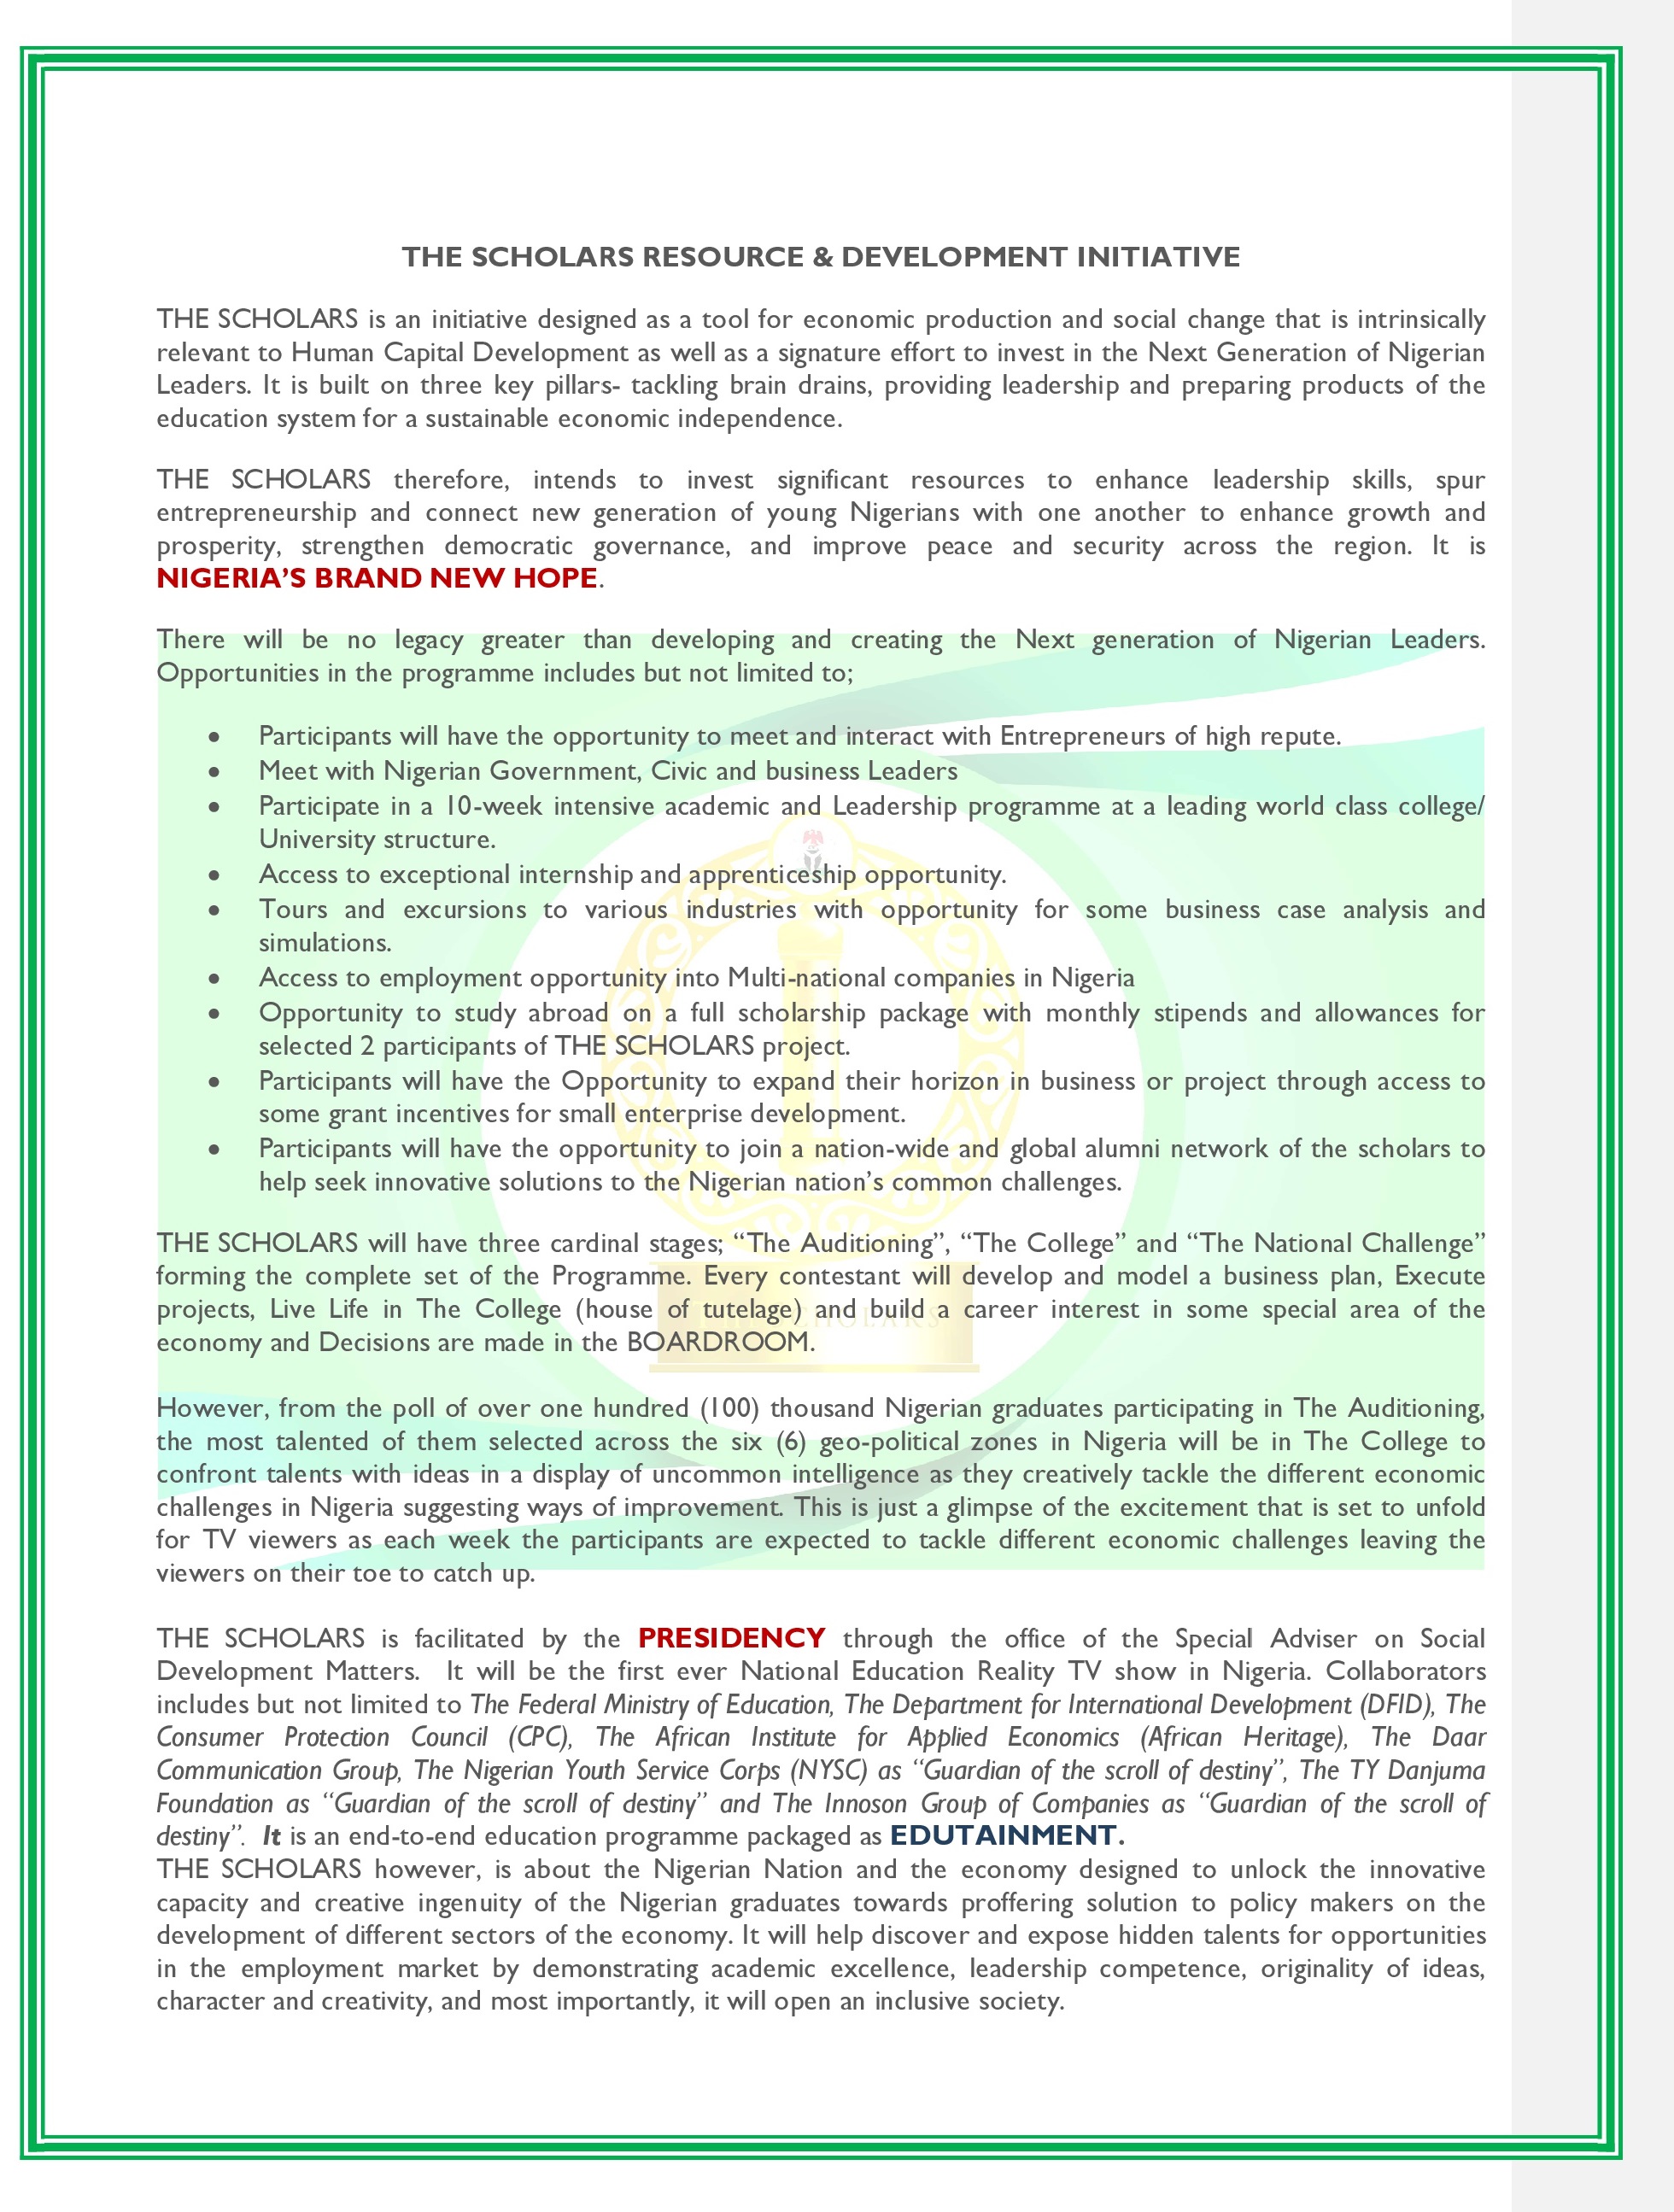 THE SCHOLARS RESOURCE & DEVELOPMENT INITIATIVE
THE SCHOLARS is an initiative designed as a tool for economic production and social change that is intrinsically
relevant to Human Capital Development as well as a signature effort to invest in the Next Generation of Nigerian
Leaders. It is built on three key pillars- tackling brain drains, providing leadership and preparing products of the
education system for a sustainable economic independence.
THE SCHOLARS therefore, intends to invest significant resources to enhance leadership skills, spur
entrepreneurship and connect new generation of young Nigerians with one another to enhance growth and
prosperity, strengthen democratic governance, and improve peace and security across the region. It is
NIGERIA’S BRAND NEW HOPE.
There will be no legacy greater than developing and creating the Next generation of Nigerian Leaders.
Opportunities in the programme includes but not limited to;
• Participants will have the opportunity to meet and interact with Entrepreneurs of high repute.
• Meet with Nigerian Government, Civic and business Leaders
• Participate in a 10-week intensive academic and Leadership programme at a leading world class college/
University structure.
• Access to exceptional internship and apprenticeship opportunity.
• Tours and excursions to various industries with opportunity for some business case analysis and
simulations.
• Access to employment opportunity into Multi-national companies in Nigeria
• Opportunity to study abroad on a full scholarship package with monthly stipends and allowances for
selected 2 participants of THE SCHOLARS project.
• Participants will have the Opportunity to expand their horizon in business or project through access to
some grant incentives for small enterprise development.
• Participants will have the opportunity to join a nation-wide and global alumni network of the scholars to
help seek innovative solutions to the Nigerian nation’s common challenges.
THE SCHOLARS will have three cardinal stages; “The Auditioning”, “The College” and “The National Challenge”
forming the complete set of the Programme. Every contestant will develop and model a business plan, Execute
projects, Live Life in The College (house of tutelage) and build a career interest in some special area of the
economy and Decisions are made in the BOARDROOM.
However, from the poll of over one hundred (100) thousand Nigerian graduates participating in The Auditioning,
the most talented of them selected across the six (6) geo-political zones in Nigeria will be in The College to
confront talents with ideas in a display of uncommon intelligence as they creatively tackle the different economic
challenges in Nigeria suggesting ways of improvement. This is just a glimpse of the excitement that is set to unfold
for TV viewers as each week the participants are expected to tackle different economic challenges leaving the
viewers on their toe to catch up.
THE SCHOLARS is facilitated by the PRESIDENCY through the office of the Special Adviser on Social
Development Matters. It will be the first ever National Education Reality TV show in Nigeria. Collaborators
includes but not limited to The Federal Ministry of Education, The Department for International Development (DFID), The
Consumer Protection Council (CPC), The African Institute for Applied Economics (African Heritage), The Daar
Communication Group, The Nigerian Youth Service Corps (NYSC) as “Guardian of the scroll of destiny”, The TY Danjuma
Foundation as “Guardian of the scroll of destiny” and The Innoson Group of Companies as “Guardian of the scroll of
destiny”. It is an end-to-end education programme packaged as EDUTAINMENT.
THE SCHOLARS however, is about the Nigerian Nation and the economy designed to unlock the innovative
capacity and creative ingenuity of the Nigerian graduates towards proffering solution to policy makers on the
development of different sectors of the economy. It will help discover and expose hidden talents for opportunities
in the employment market by demonstrating academic excellence, leadership competence, originality of ideas,
character and creativity, and most importantly, it will open an inclusive society.